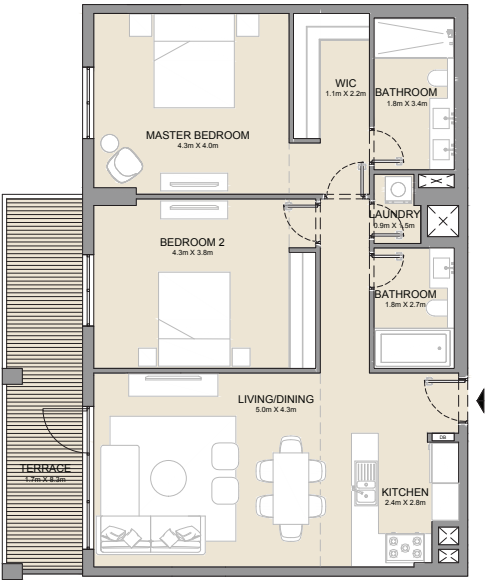 WIC
1.1m X 2.2m
BATHROOM
1.8m X 3.4m
MASTER BEDROOM
4.3m X 4.0m
LAUNDRY
0.9m X 1.5m
BEDROOM 2
4.3m X 3.8m
BATHROOM
1.8m X 2.7m
LIVING/DINING
5.0m X 4.3m
DB
TERRACE
1.7m X 8.3m
KITCHEN
2.4m X 2.8m